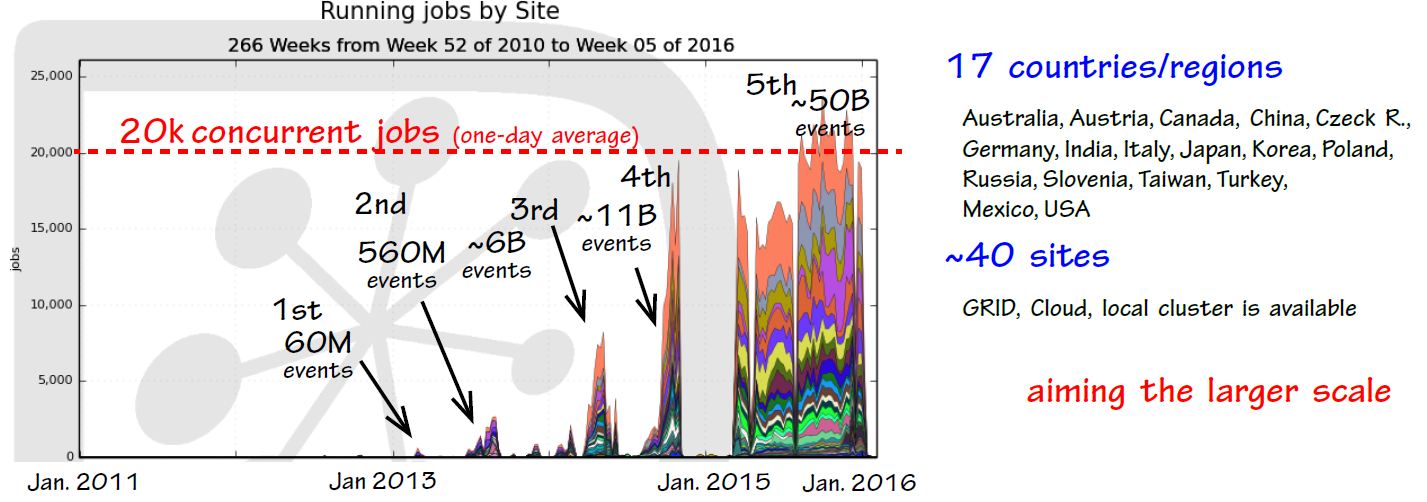 Running jobs by Site
266 Weeks from Week 52 of 2010 to Week 05 of 2016
25,000
20,000
15,000
10,000
5,000
0
jobs
20k concurrent jobs (one-day average)
1st
60M
events
2nd
560M
events
3rd
~6B
events
4th
~11B
events
5th
~50B
events
Jan. 2011
Jan 2013
Jan. 2015
Jan. 2016
17 countries/regions
Australia, Austria, Canada, China, Czeck R.,
Germany, India, Italy, Japan, Korea, Poland,
Russia, Slovenia, Taiwan, Turkey,
Mexico, USA
~40 sites
GRID, Cloud, local cluster is available
aiming the larger scale